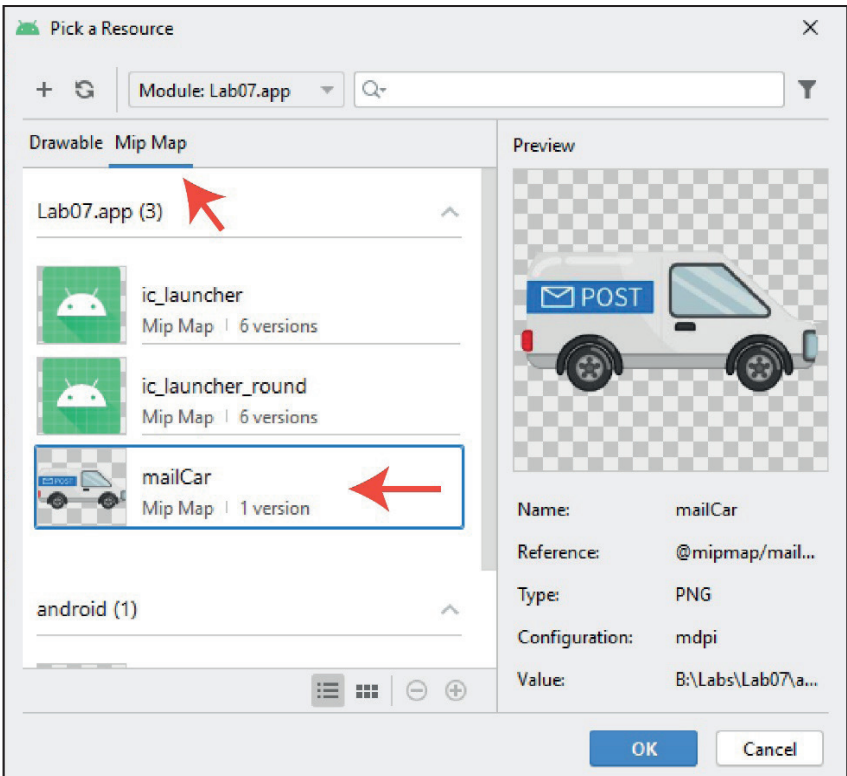 Pick a Resource
Module: Lab07.app
Drawable Mip Map
Lab07.app (3)
ic_launcher
Mip Map | 6 versions
ic_launcher_round
Mip Map | 6 versions
mailCar
Mip Map | 1 version
android (1)
Preview
POST
Name: mailCar
Reference: @mipmap/mail...
Type: PNG
Configuration: mdpi
Value: B:\Labs\Lab07\a...
OK Cancel